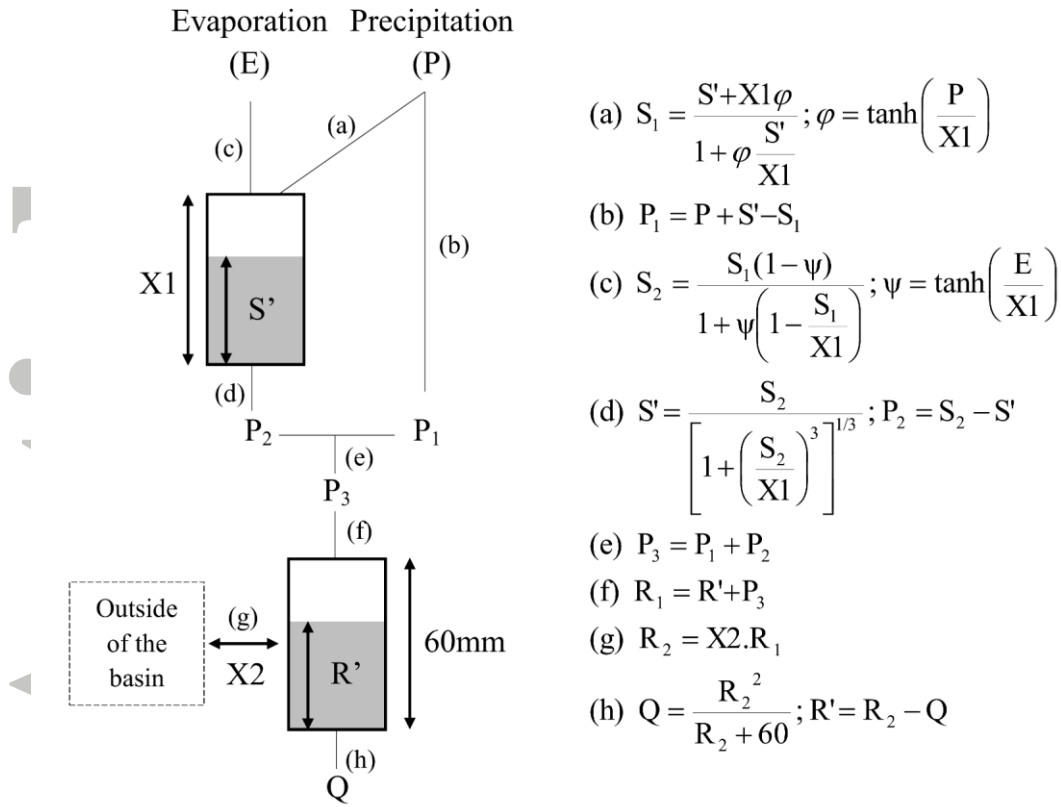 Evaporation Precipitation
(E) (P)
(a)
(c)
(b)
X1
S’
(d)
P₂ P₁
(e)
P₃
(f)
Outside
of the
basin
(g)
X2
R’
60mm
(h)
Q
(a) S₁ = (S'+X1φ) / (1+φ S'/X1) ; φ = tanh(P/X1)
(b) P₁ = P + S'–S₁
(c) S₂ = S₁(1–ψ) / (1+ψ(1–S₁/X1)) ; ψ = tanh(E/X1)
(d) S' = S₂ / [1+(S₂/X1)³]^(1/3) ; P₂ = S₂ – S'
(e) P₃ = P₁ + P₂
(f) R₁ = R'+P₃
(g) R₂ = X2.R₁
(h) Q = R₂² / (R₂ + 60) ; R' = R₂ – Q